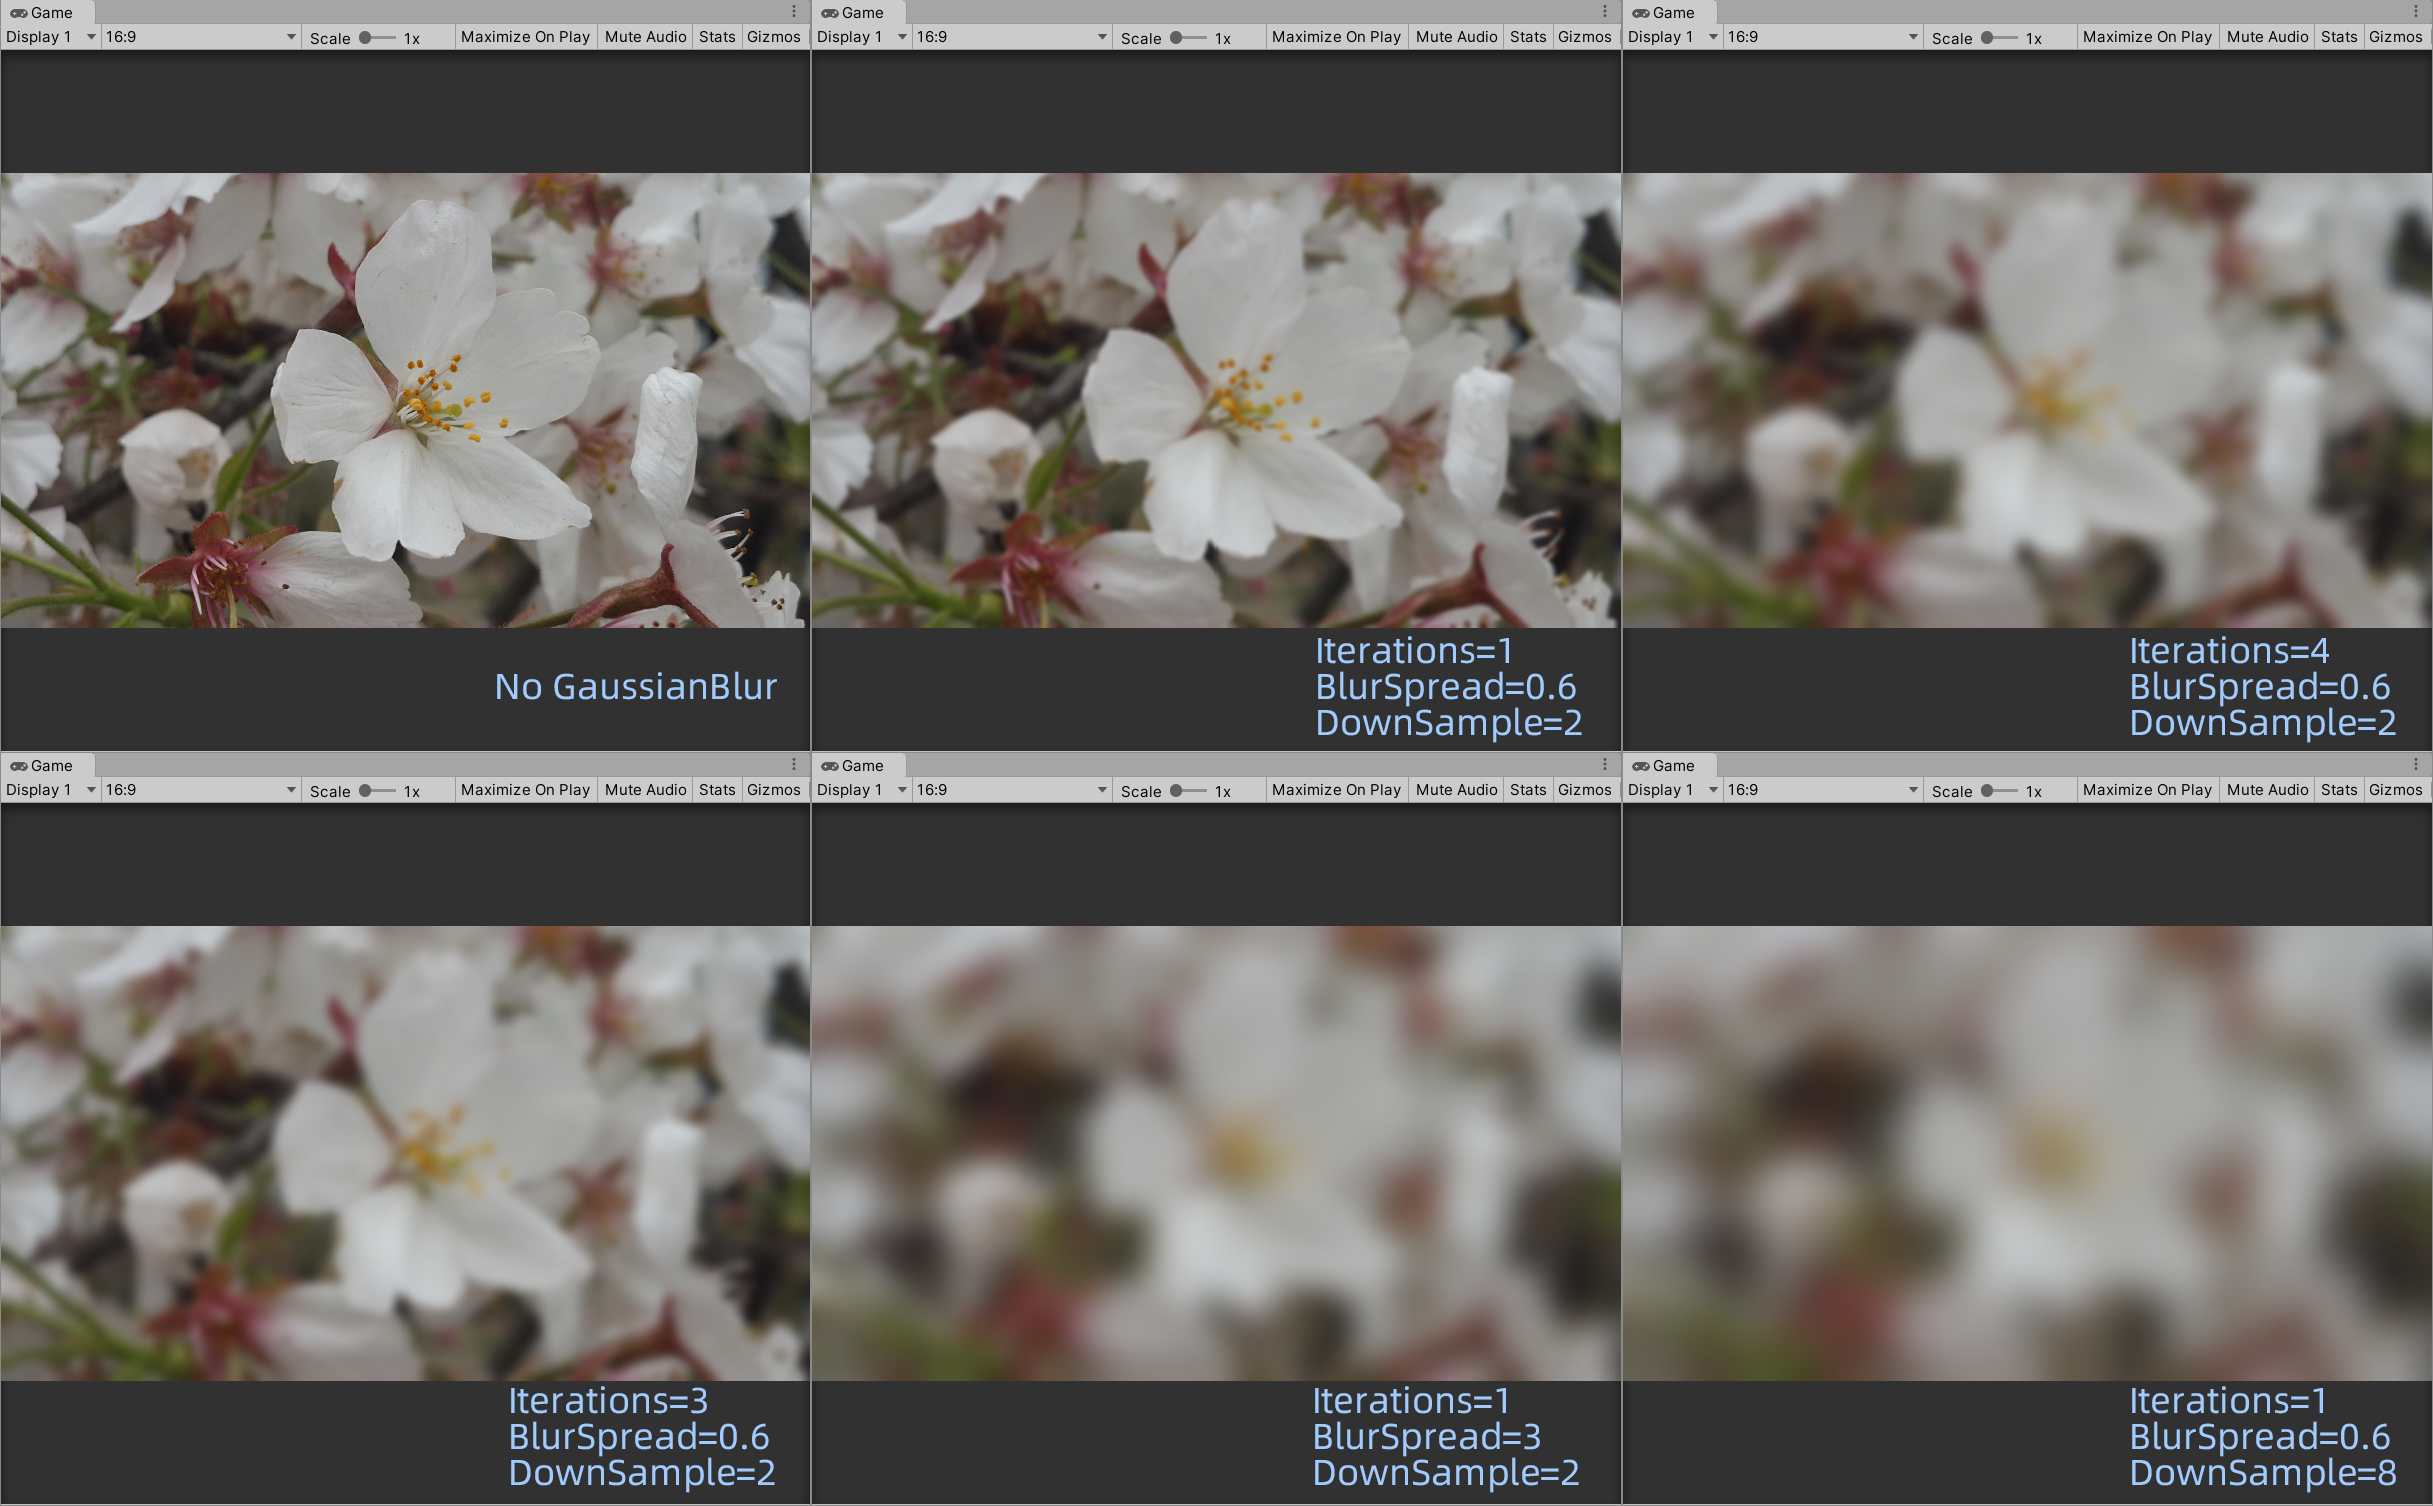 Game
Display 1 16:9 Scale 1x Maximize On Play Mute Audio Stats Gizmos
No GaussianBlur
Game
Display 1 16:9 Scale 1x Maximize On Play Mute Audio Stats Gizmos
Iterations=1
BlurSpread=0.6
DownSample=2
Game
Display 1 16:9 Scale 1x Maximize On Play Mute Audio Stats Gizmos
Iterations=4
BlurSpread=0.6
DownSample=2
Game
Display 1 16:9 Scale 1x Maximize On Play Mute Audio Stats Gizmos
Iterations=3
BlurSpread=0.6
DownSample=2
Game
Display 1 16:9 Scale 1x Maximize On Play Mute Audio Stats Gizmos
Iterations=1
BlurSpread=3
DownSample=2
Game
Display 1 16:9 Scale 1x Maximize On Play Mute Audio Stats Gizmos
Iterations=1
BlurSpread=0.6
DownSample=8